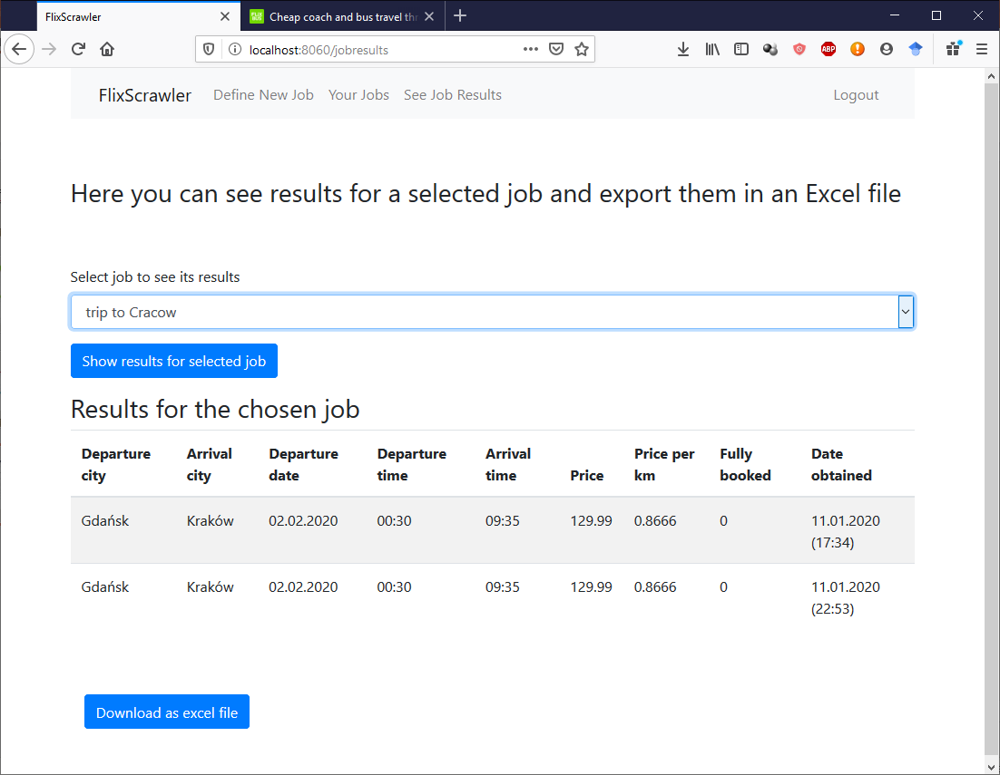 FlixScrawler
FLIX BUS Cheap coach and bus travel thr
localhost:8060/jobresults
ABP
FlixScrawler Define New Job Your Jobs See Job Results Logout
Here you can see results for a selected job and export them in an Excel file
Select job to see its results
trip to Cracow
Show results for selected job
Results for the chosen job
Departure city Arrival city Departure date Departure time Arrival time Price Price per km Fully booked Date obtained
Gdańsk Kraków 02.02.2020 00:30 09:35 129.99 0.8666 0 11.01.2020
(17:34)
Gdańsk Kraków 02.02.2020 00:30 09:35 129.99 0.8666 0 11.01.2020
(22:53)
Download as excel file